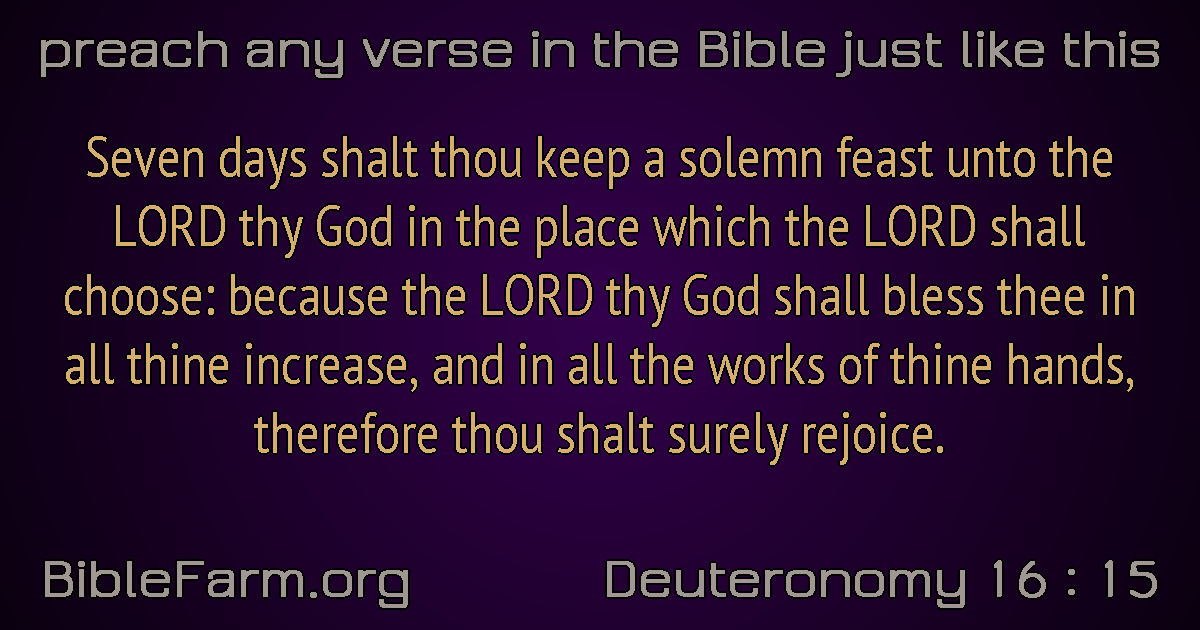 preach any verse in the Bible just like this
Seven days shalt thou keep a solemn feast unto the
LORD thy God in the place which the LORD shall
choose: because the LORD thy God shall bless thee in
all thine increase, and in all the works of thine hands,
therefore thou shalt surely rejoice.
BibleFarm.org
Deuteronomy 16 : 15